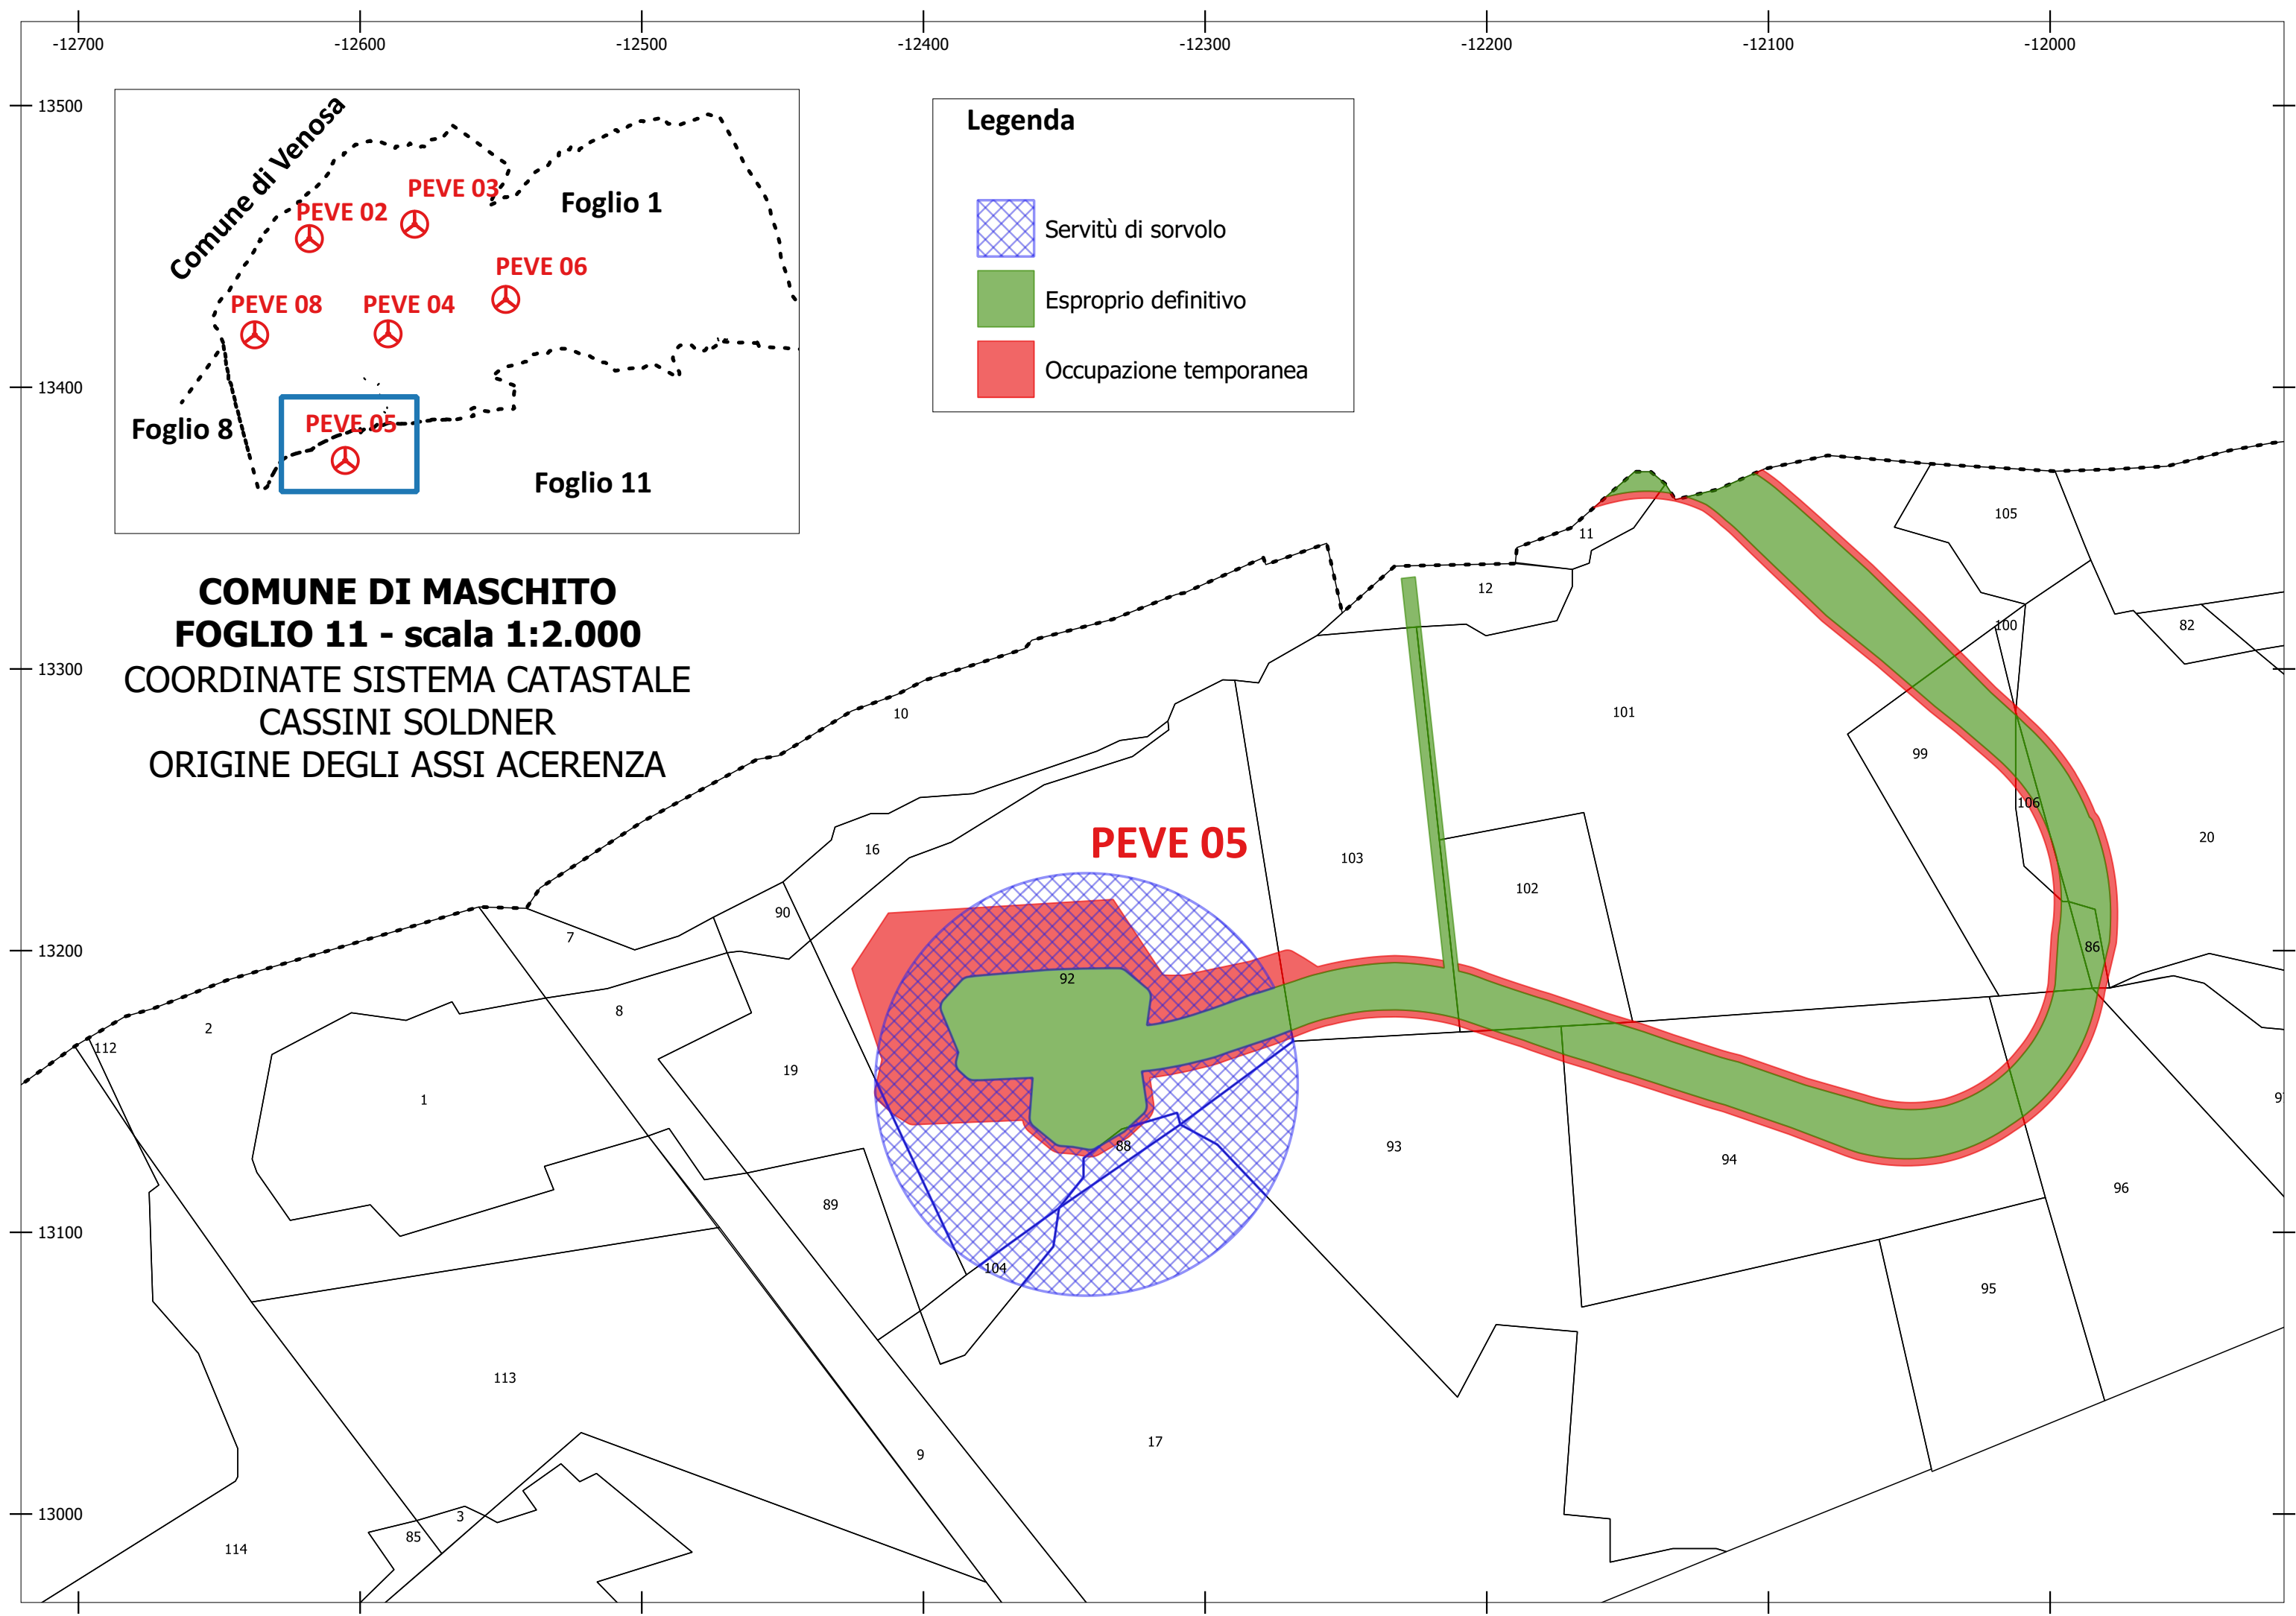 -12700 -12600 -12500 -12400 -12300 -12200 -12100 -12000
13500
13400
13300
13200
13100
13000
Comune di Venosa
PEVE 03
PEVE 02
Foglio 1
PEVE 06
PEVE 08
PEVE 04
PEVE 05
Foglio 8
Foglio 11
Legenda
Servitù di sorvolo
Esproprio definitivo
Occupazione temporanea
COMUNE DI MASCHITO
FOGLIO 11 - scala 1:2.000
COORDINATE SISTEMA CATASTALE
CASSINI SOLDNER
ORIGINE DEGLI ASSI ACERENZA
PEVE 05
105
11
12
100
82
10
101
99
106
20
16
103
102
90
7
86
92
8
2
112
19
1
88
93
94
96
89
104
95
113
17
9
3
85
114